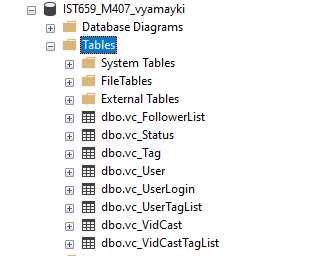 IST659_M407_vyamayki
Database Diagrams
Tables
System Tables
FileTables
External Tables
dbo.vc_FollowerList
dbo.vc_Status
dbo.vc_Tag
dbo.vc_User
dbo.vc_UserLogin
dbo.vc_UserTagList
dbo.vc_VidCast
dbo.vc_VidCastTagList